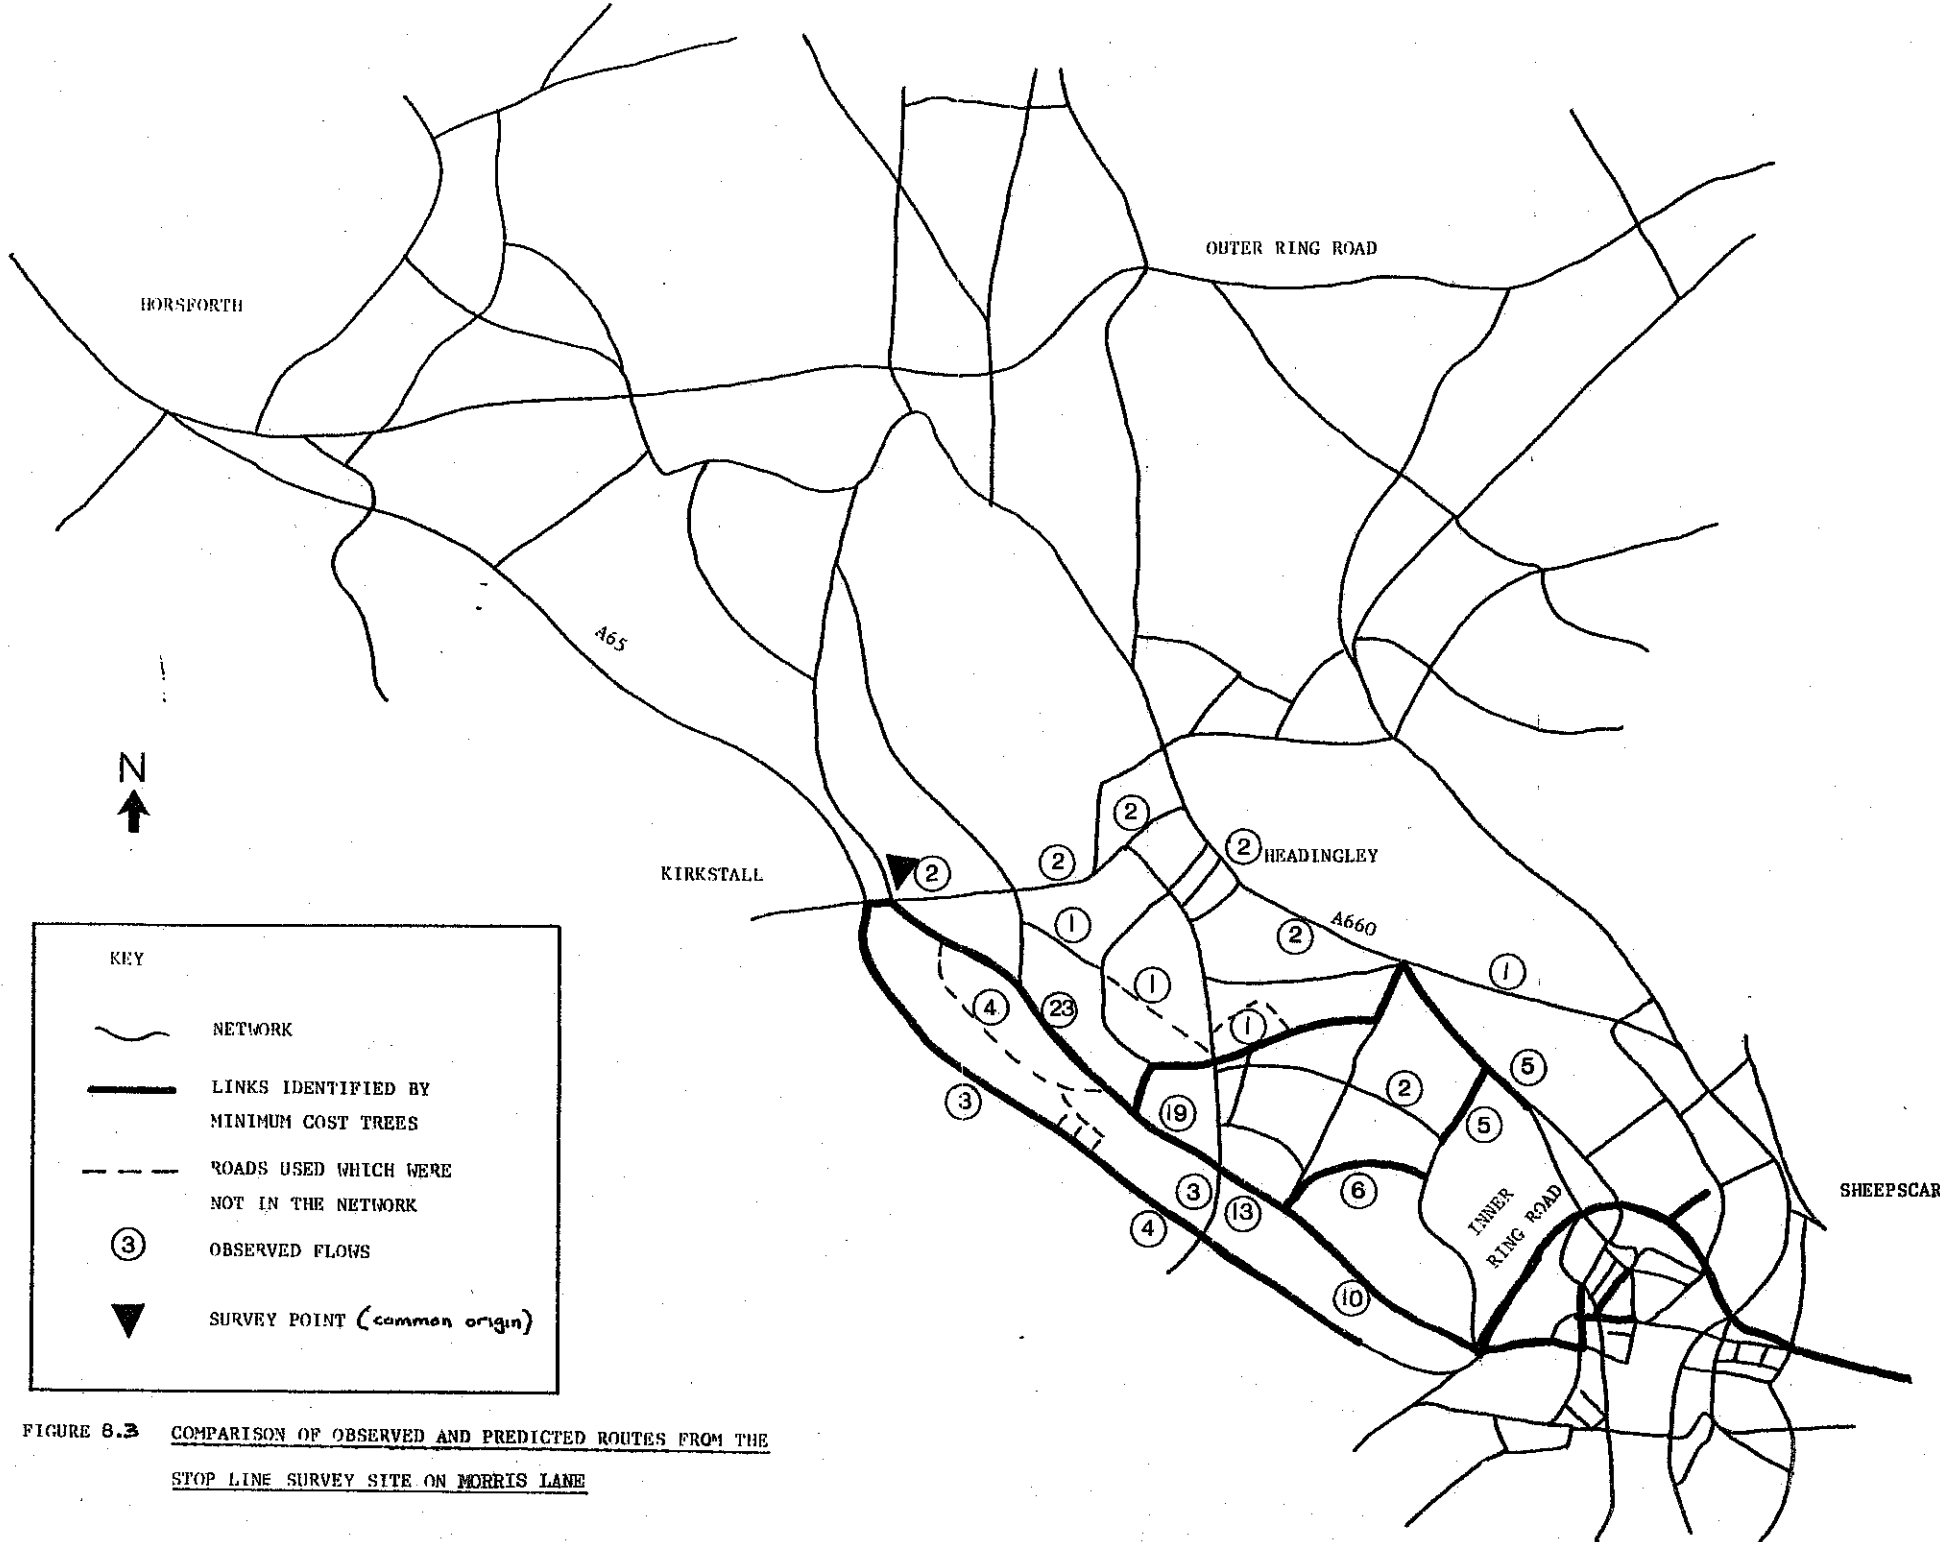 OUTER RING ROAD
HORSFORTH
A65
N
2
2
2
2 HEADINGLEY
KIRKSTALL
2
1
2
A660
1
1
4
23
1
5
2
3
19
5
3
13
4
6
INNER
RING ROAD
SHEEPSCAR
10
KEY
NETWORK
LINKS IDENTIFIED BY
MINIMUM COST TREES
ROADS USED WHICH WERE
NOT IN THE NETWORK
3
OBSERVED FLOWS
SURVEY POINT (common origin)
FIGURE 8.3 COMPARISON OF OBSERVED AND PREDICTED ROUTES FROM THE
STOP LINE SURVEY SITE ON MORRIS LANE